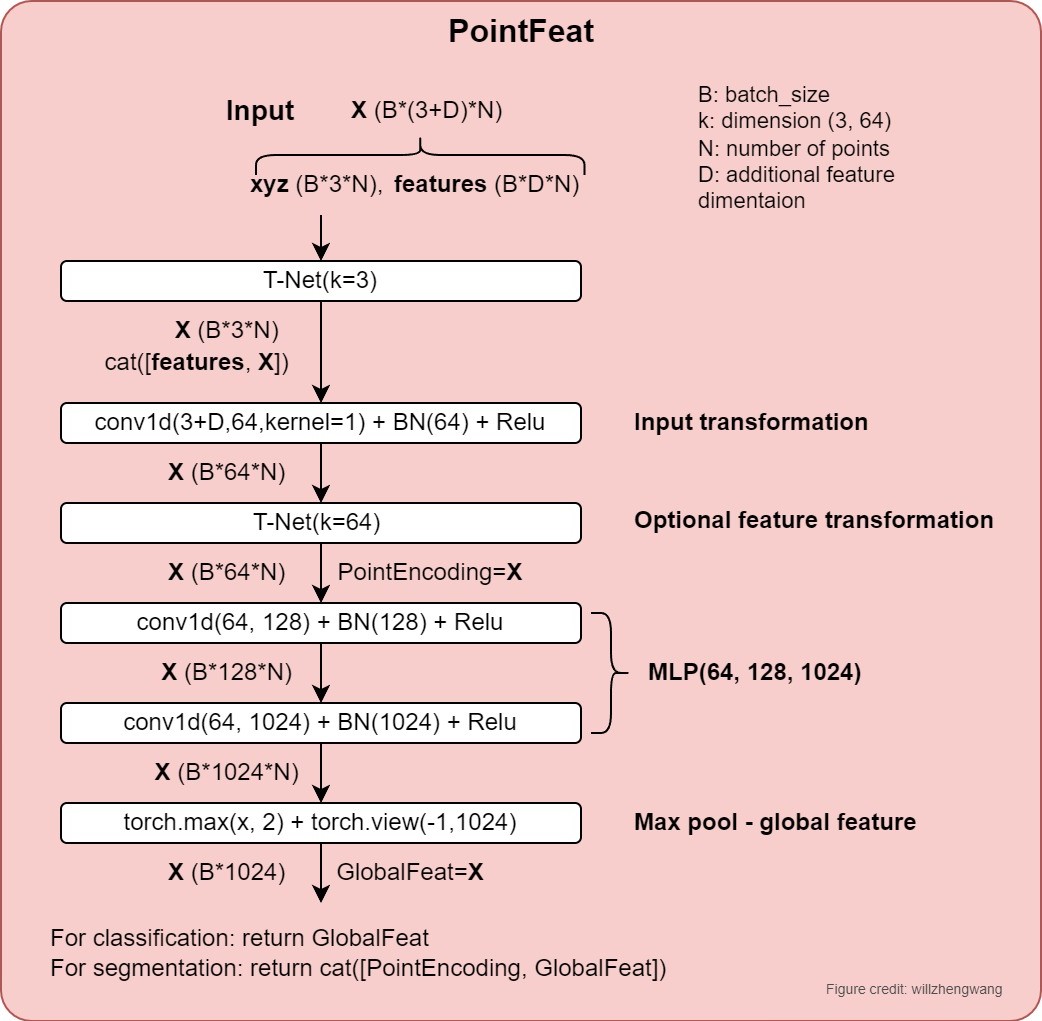 PointFeat
Input X (B*(3+D)*N)
xyz (B*3*N), features (B*D*N)
B: batch_size
k: dimension (3, 64)
N: number of points
D: additional feature
dimentaion
T-Net(k=3)
X (B*3*N)
cat([features, X])
conv1d(3+D,64,kernel=1) + BN(64) + Relu
Input transformation
X (B*64*N)
T-Net(k=64)
Optional feature transformation
X (B*64*N) PointEncoding=X
conv1d(64, 128) + BN(128) + Relu
X (B*128*N)
MLP(64, 128, 1024)
conv1d(64, 1024) + BN(1024) + Relu
X (B*1024*N)
torch.max(x, 2) + torch.view(-1,1024)
Max pool - global feature
X (B*1024) GlobalFeat=X
For classification: return GlobalFeat
For segmentation: return cat([PointEncoding, GlobalFeat])
Figure credit: willzhengwang